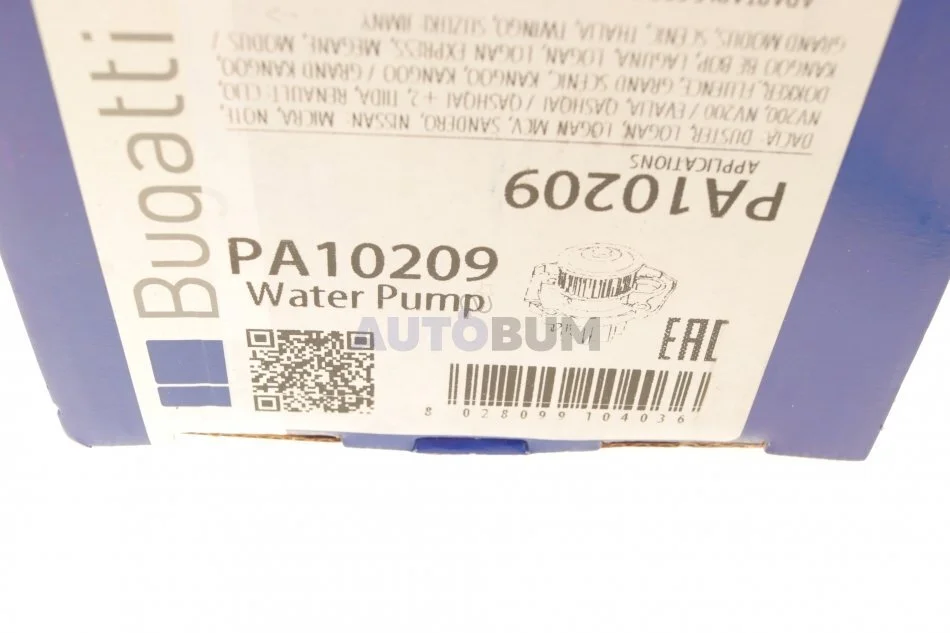 Bugatti
PA10209
APPLICATIONS
DACIA: DUSTER, LOGAN, LOGAN MCV, SANDERO, NISSAN: MICRA, NOTE,
NV200, NV200 / EVALIA, QASHQAI / QASHQAI + 2, TIIDA, RENAULT: CLIO,
DOKKER, FLUENCE, GRAND SCENIC, KANGOO, KANGOO / GRAND KANGOO,
KANGOO BE BOP, LAGUNA, LOGAN, LOGAN EXPRESS, MEGANE, MODUS /
GRAND MODUS, SCENIC, THALIA, TWINGO, SUZUKI: JIMNY
PA10209
Water Pump
AUTOBUM
EAC
8 028099 104036